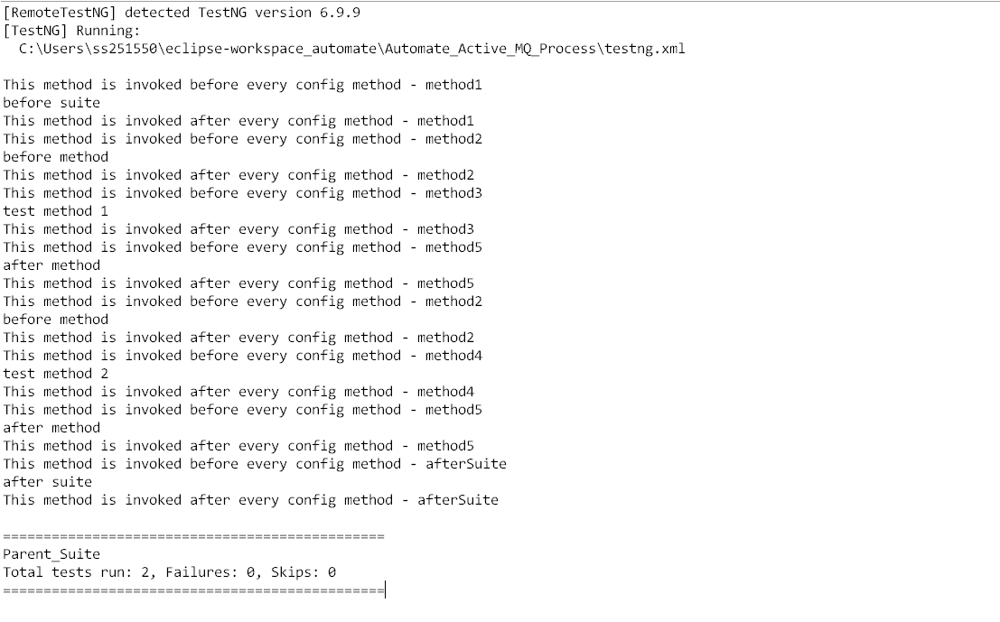 [RemoteTestNG] detected TestNG version 6.9.9
[TestNG] Running:
  C:\Users\ss251550\eclipse-workspace_automate\Automate_Active_MQ_Process\testng.xml

This method is invoked before every config method - method1
before suite
This method is invoked after every config method - method1
This method is invoked before every config method - method2
before method
This method is invoked after every config method - method2
This method is invoked before every config method - method3
test method 1
This method is invoked after every config method - method3
This method is invoked before every config method - method5
after method
This method is invoked after every config method - method5
This method is invoked before every config method - method2
before method
This method is invoked after every config method - method2
This method is invoked before every config method - method4
test method 2
This method is invoked after every config method - method4
This method is invoked before every config method - method5
after method
This method is invoked after every config method - method5
This method is invoked before every config method - afterSuite
after suite
This method is invoked after every config method - afterSuite

===============================================
Parent_Suite
Total tests run: 2, Failures: 0, Skips: 0
===============================================